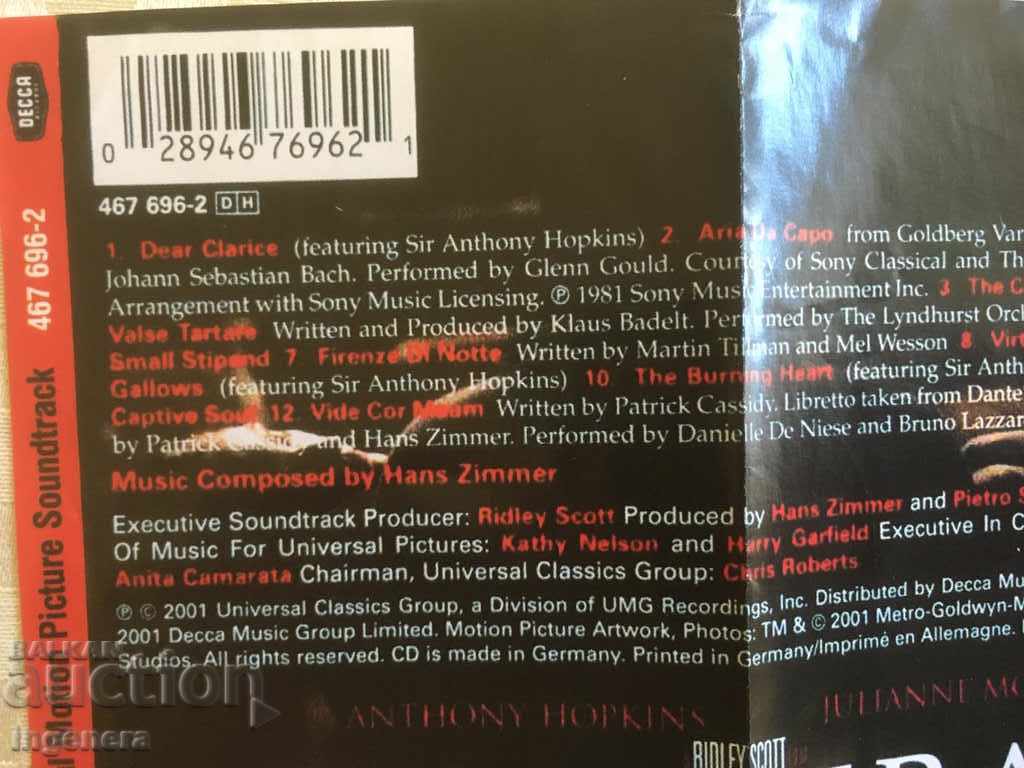 DECCA
467 696-2
al Motion Picture Soundtrack
0 28946 76962 1
467 696-2 D H
1 Dear Clarice (featuring Sir Anthony Hopkins) 2 Aria Da Capo from Goldberg Var
Johann Sebastian Bach. Performed by Glenn Gould. Courtesy of Sony Classical and Th
Arrangement with Sony Music Licensing. ℗ 1981 Sony Music Entertainment Inc. 3 The C
Valse Tartare Written and Produced by Klaus Badelt. Performed by The Lyndhurst Orch
Small Stipend 7 Firenze Di Notte Written by Martin Tillman and Mel Wesson 8 Virt
Gallows (featuring Sir Anthony Hopkins) 10 The Burning Heart (featuring Sir Anth
Captive Soul 12 Vide Cor Meum Written by Patrick Cassidy. Libretto taken from Dante
by Patrick Cassidy and Hans Zimmer. Performed by Danielle De Niese and Bruno Lazzar
Music Composed by Hans Zimmer
Executive Soundtrack Producer: Ridley Scott Produced by Hans Zimmer and Pietro S
Of Music For Universal Pictures: Kathy Nelson and Harry Garfield Executive In C
Anita Camarata Chairman, Universal Classics Group: Chris Roberts
℗ © 2001 Universal Classics Group, a Division of UMG Recordings, Inc. Distributed by Decca Mu
2001 Decca Music Group Limited. Motion Picture Artwork, Photos: TM & © 2001 Metro-Goldwyn-M
Studios. All rights reserved. CD is made in Germany. Printed in Germany/Imprimé en Allemagne.
ANTHONY HOPKINS JULIANNE MO
RIDLEY SCOTT
BALKAN
auction
ingenera